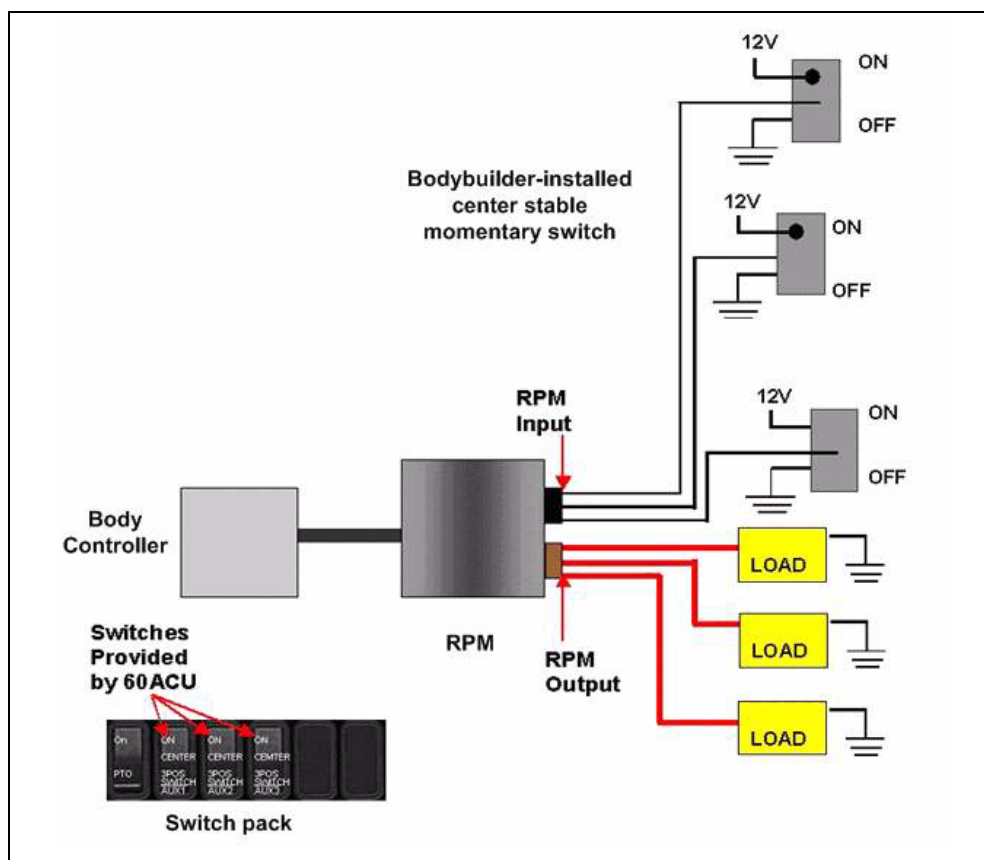 12V
ON
OFF
Bodybuilder-installed
center stable
momentary switch
12V
ON
OFF
12V
ON
OFF
RPM
Input
Body
Controller
RPM
RPM
Output
LOAD
LOAD
LOAD
Switches
Provided
by 60ACU
On
PTO
ON
CENTER
3POS
SWITCH
AUX1
ON
CENTER
3POS
SWITCH
AUX2
ON
CEMTER
3POS
SWITCH
AUX3
Switch pack